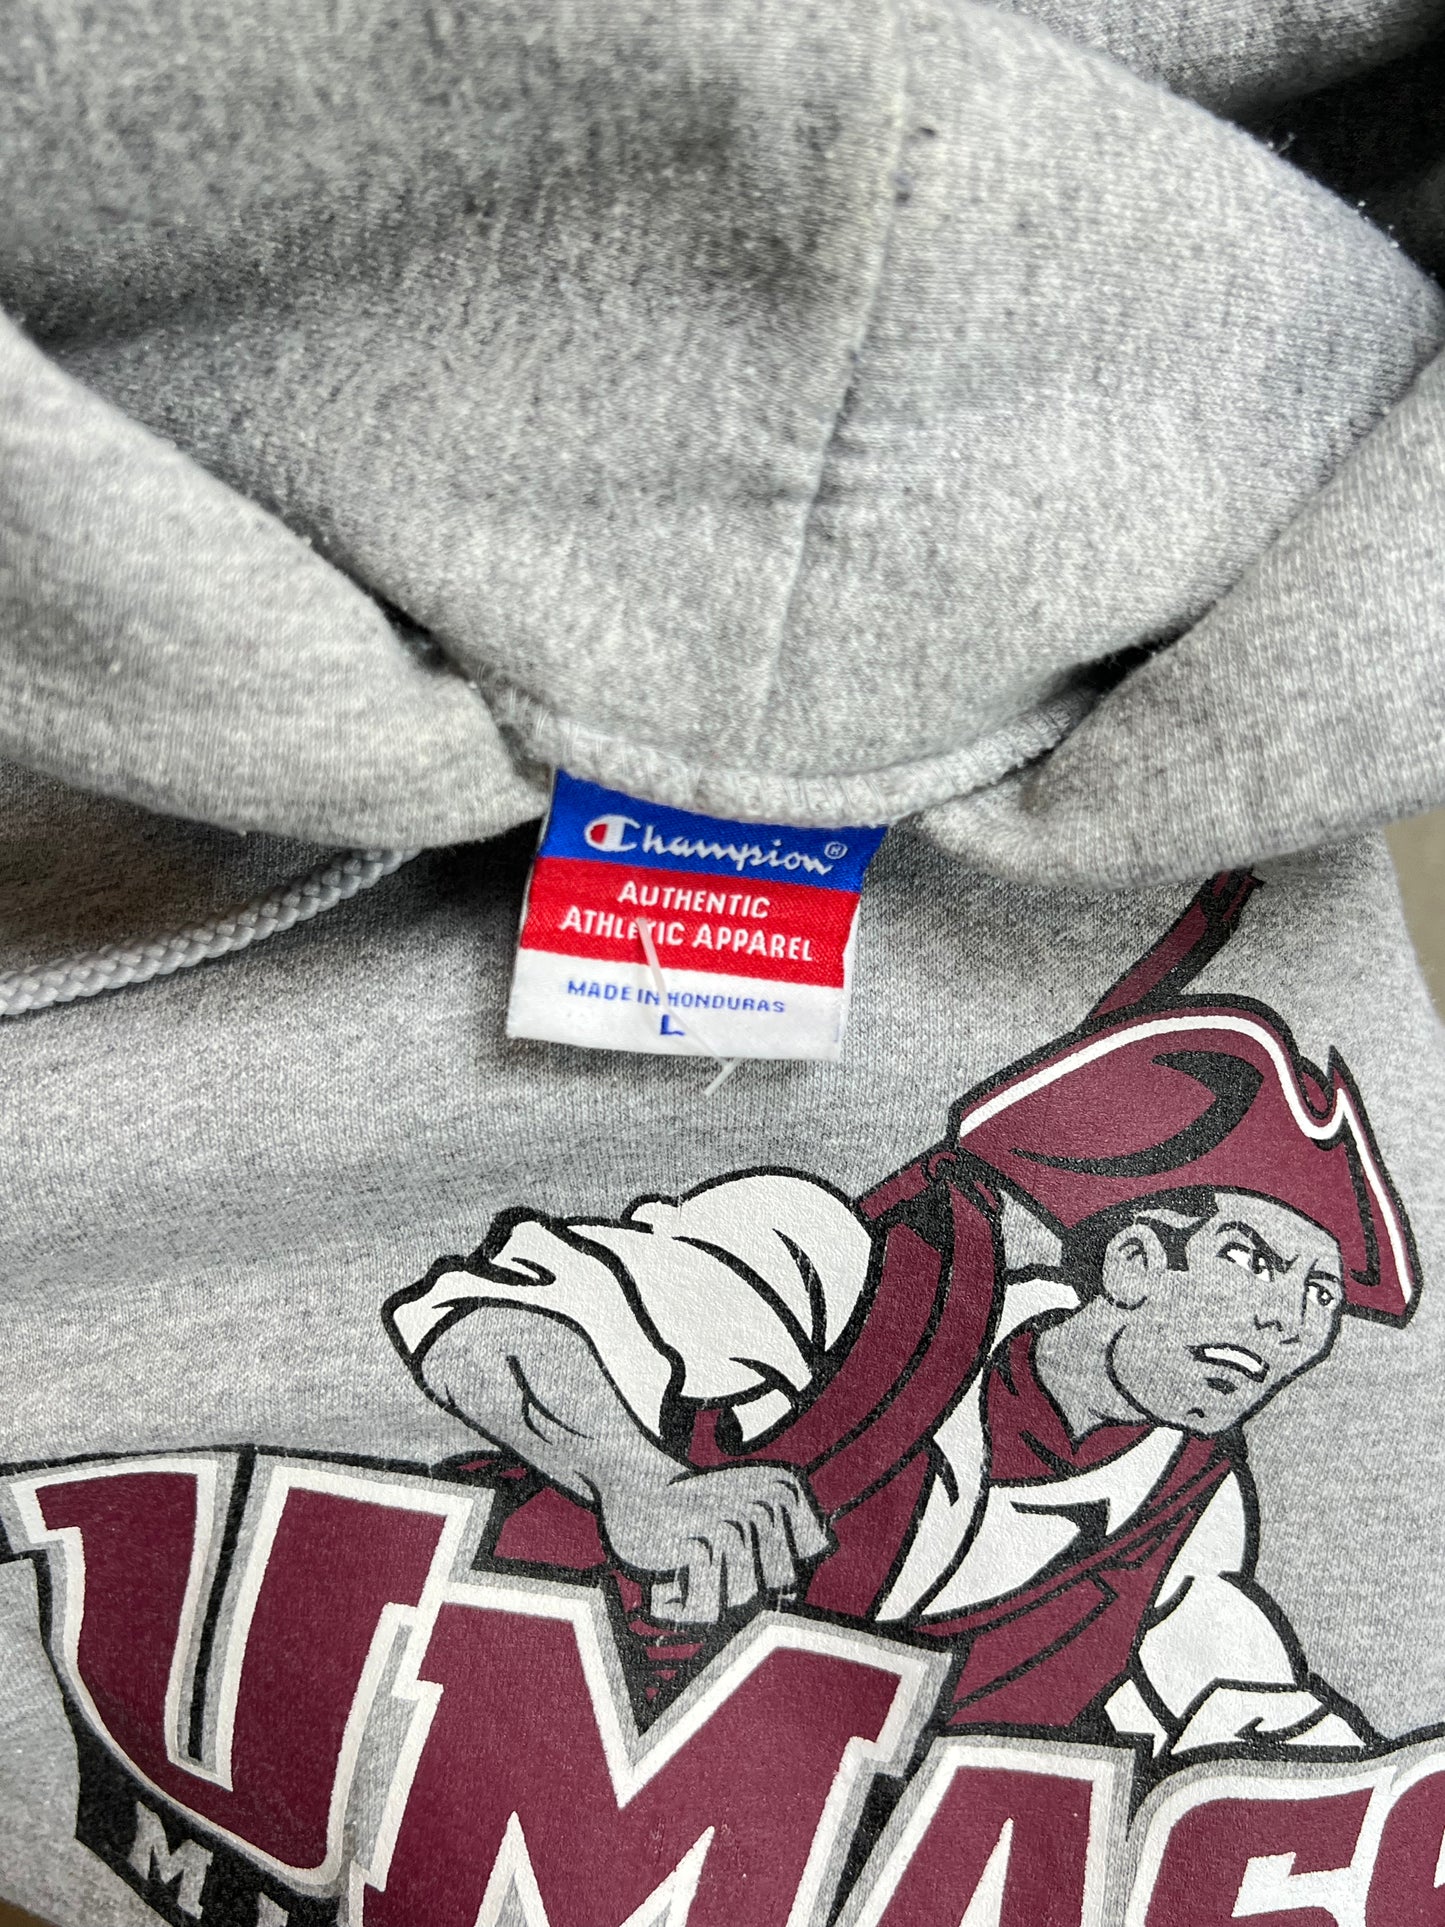 Champion®
AUTHENTIC
ATHLETIC APPAREL
MADE IN HONDURAS
L
UMASS